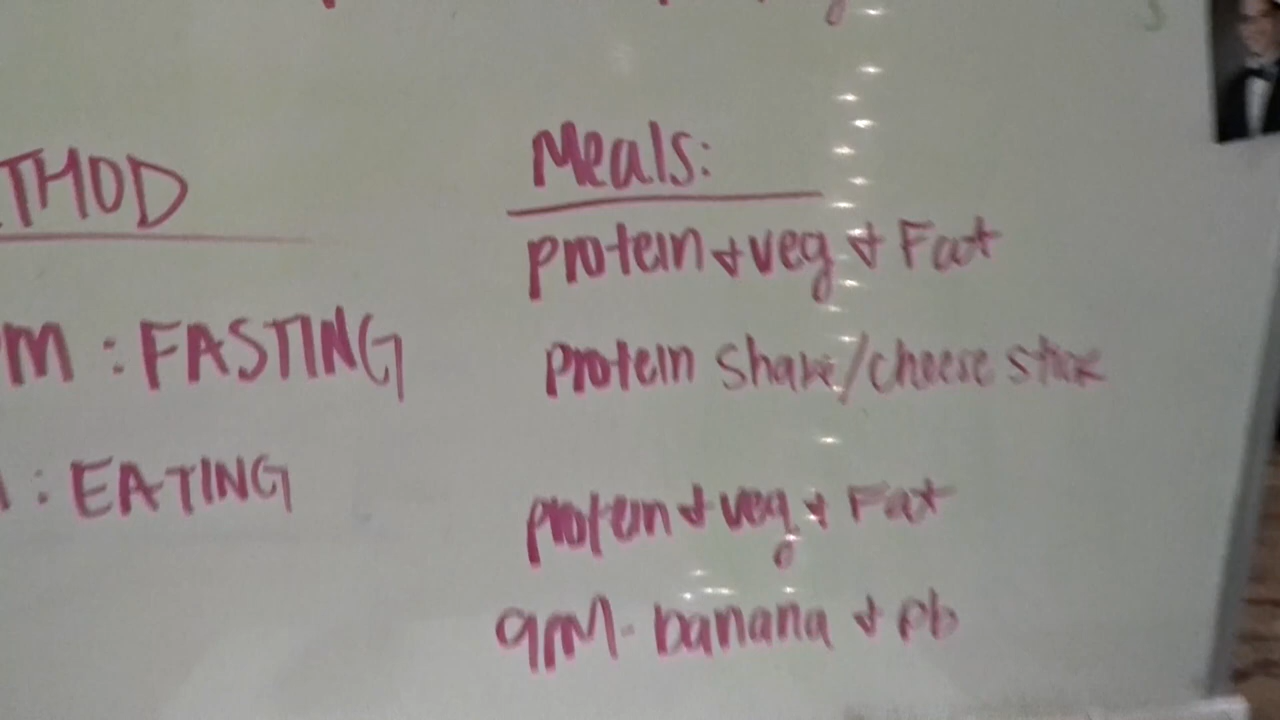 THOD
M : FASTING
: EATING
Meals:
protein & veg & Fat
protein Shake/cheese stick
protein & veg & Fat
9PM - banana & pb